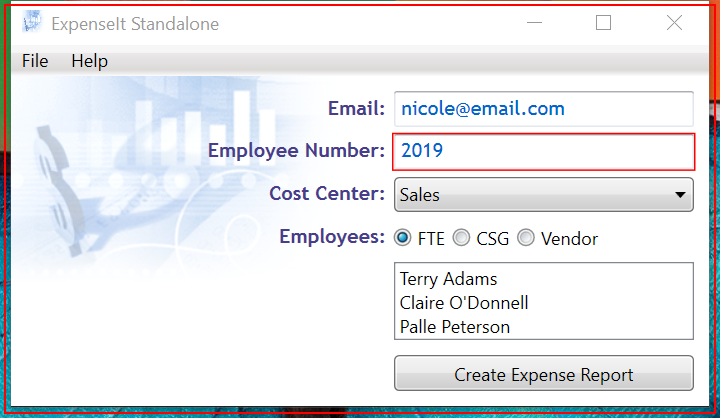 ExpenseIt Standalone
File Help
Email: nicole@email.com
Employee Number: 2019
Cost Center: Sales
Employees: FTE CSG Vendor
Terry Adams
Claire O'Donnell
Palle Peterson
Create Expense Report